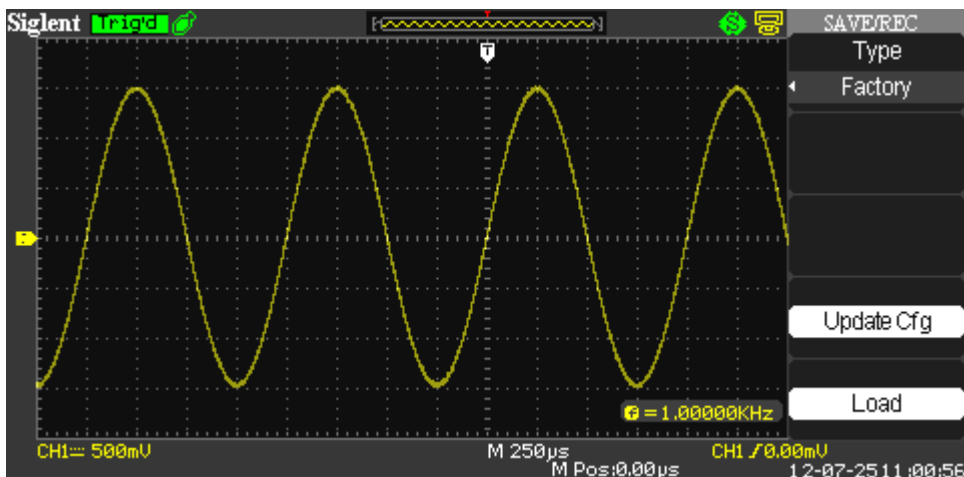 Siglent Trig'd SAVE/REC
T
Type
Factory
Update Cfg
f = 1.00000KHz
Load
CH1 500mV M 250µs CH1 0.00mV
M Pos:0.00µs 12-07-25 11:00:56